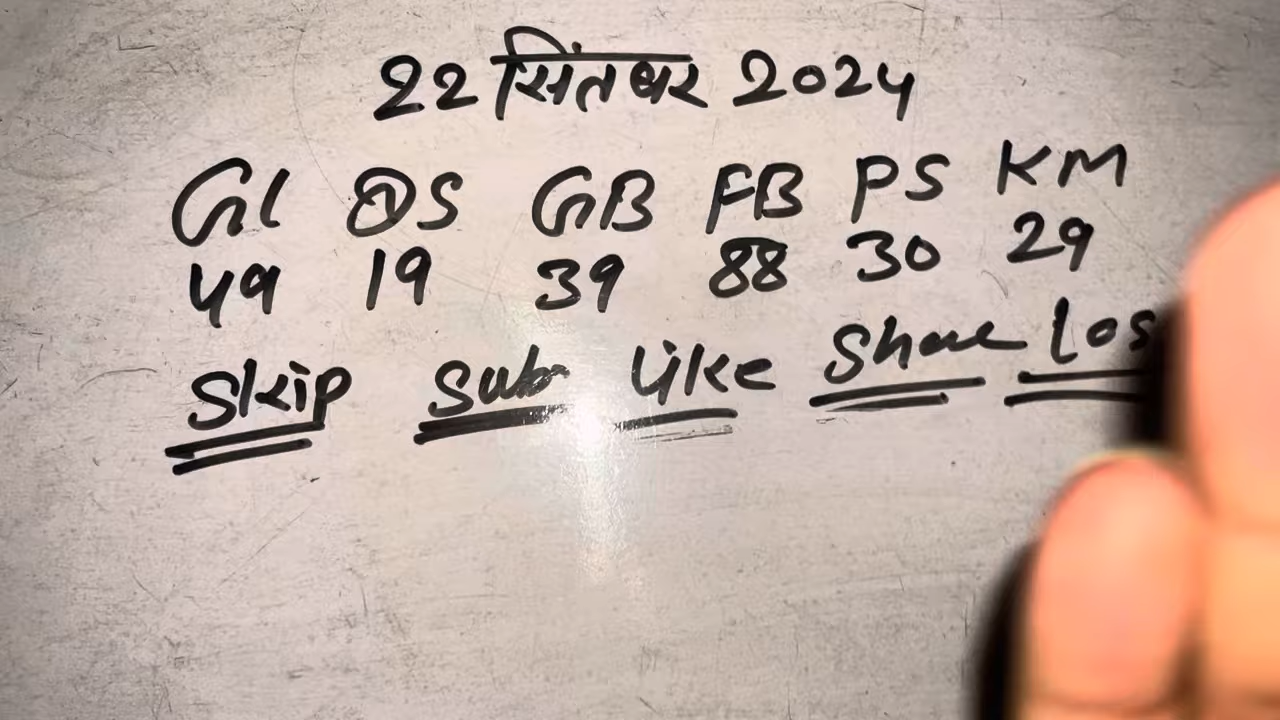 22 सितंबर 2024
GL DS GB FB PS KM
49 19 39 88 30 29
Skip Sub Like Share Los